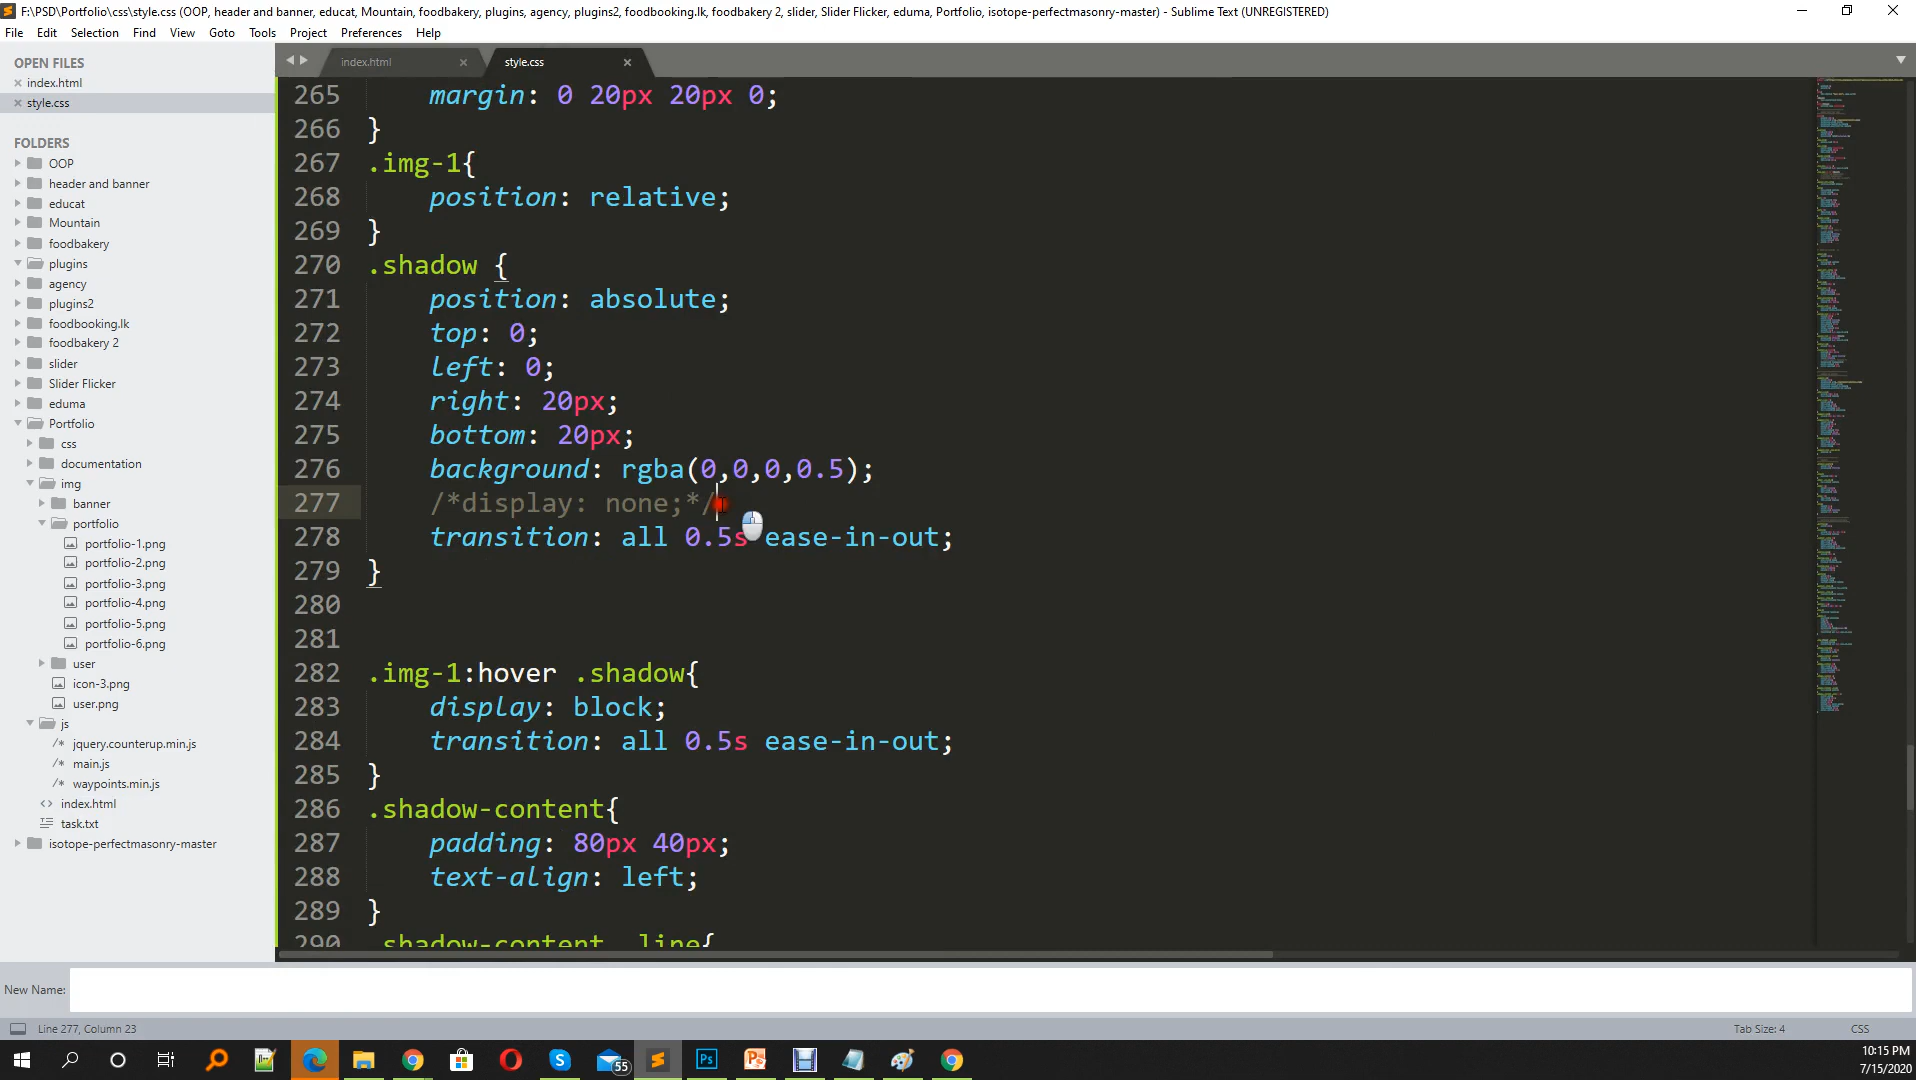 F:\PSD\Portfolio\css\style.css (OOP, header and banner, educat, Mountain, foodbakery, plugins, agency, plugins2, foodbooking.lk, foodbakery 2, slider, Slider Flicker, eduma, Portfolio, isotope-perfectmasonry-master) - Sublime Text (UNREGISTERED)
File Edit Selection Find View Goto Tools Project Preferences Help
OPEN FILES
index.html
style.css
FOLDERS
OOP
header and banner
educat
Mountain
foodbakery
plugins
agency
plugins2
foodbooking.lk
foodbakery 2
slider
Slider Flicker
eduma
Portfolio
css
documentation
img
banner
portfolio
portfolio-1.png
portfolio-2.png
portfolio-3.png
portfolio-4.png
portfolio-5.png
portfolio-6.png
user
icon-3.png
user.png
js
jquery.counterup.min.js
main.js
waypoints.min.js
index.html
task.txt
isotope-perfectmasonry-master
index.html style.css
265 margin: 0 20px 20px 0;
266 }
267 .img-1{
268 position: relative;
269 }
270 .shadow {
271 position: absolute;
272 top: 0;
273 left: 0;
274 right: 20px;
275 bottom: 20px;
276 background: rgba(0,0,0,0.5);
277 /*display: none;*/
278 transition: all 0.5s ease-in-out;
279 }
280
281
282 .img-1:hover .shadow{
283 display: block;
284 transition: all 0.5s ease-in-out;
285 }
286 .shadow-content{
287 padding: 80px 40px;
288 text-align: left;
289 }
290 .shadow-content .line{
New Name:
Line 277, Column 23 Tab Size: 4 CSS
55
10:15 PM
7/15/2020